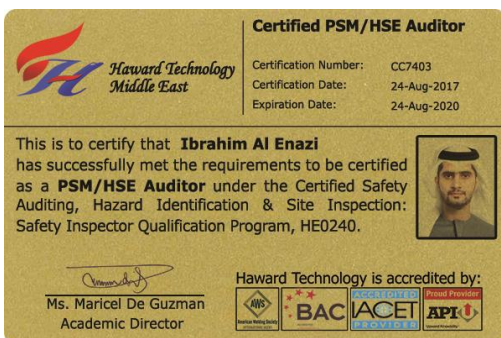 Haward Technology
Middle East
Certified PSM/HSE Auditor
Certification Number: CC7403
Certification Date: 24-Aug-2017
Expiration Date: 24-Aug-2020
This is to certify that Ibrahim Al Enazi
has successfully met the requirements to be certified
as a PSM/HSE Auditor under the Certified Safety
Auditing, Hazard Identification & Site Inspection:
Safety Inspector Qualification Program, HE0240.
Ms. Maricel De Guzman
Academic Director
Haward Technology is accredited by:
AWS
American Welding Society
BAC
ACCREDITED
IACET
PROVIDER
Proud Provider
API